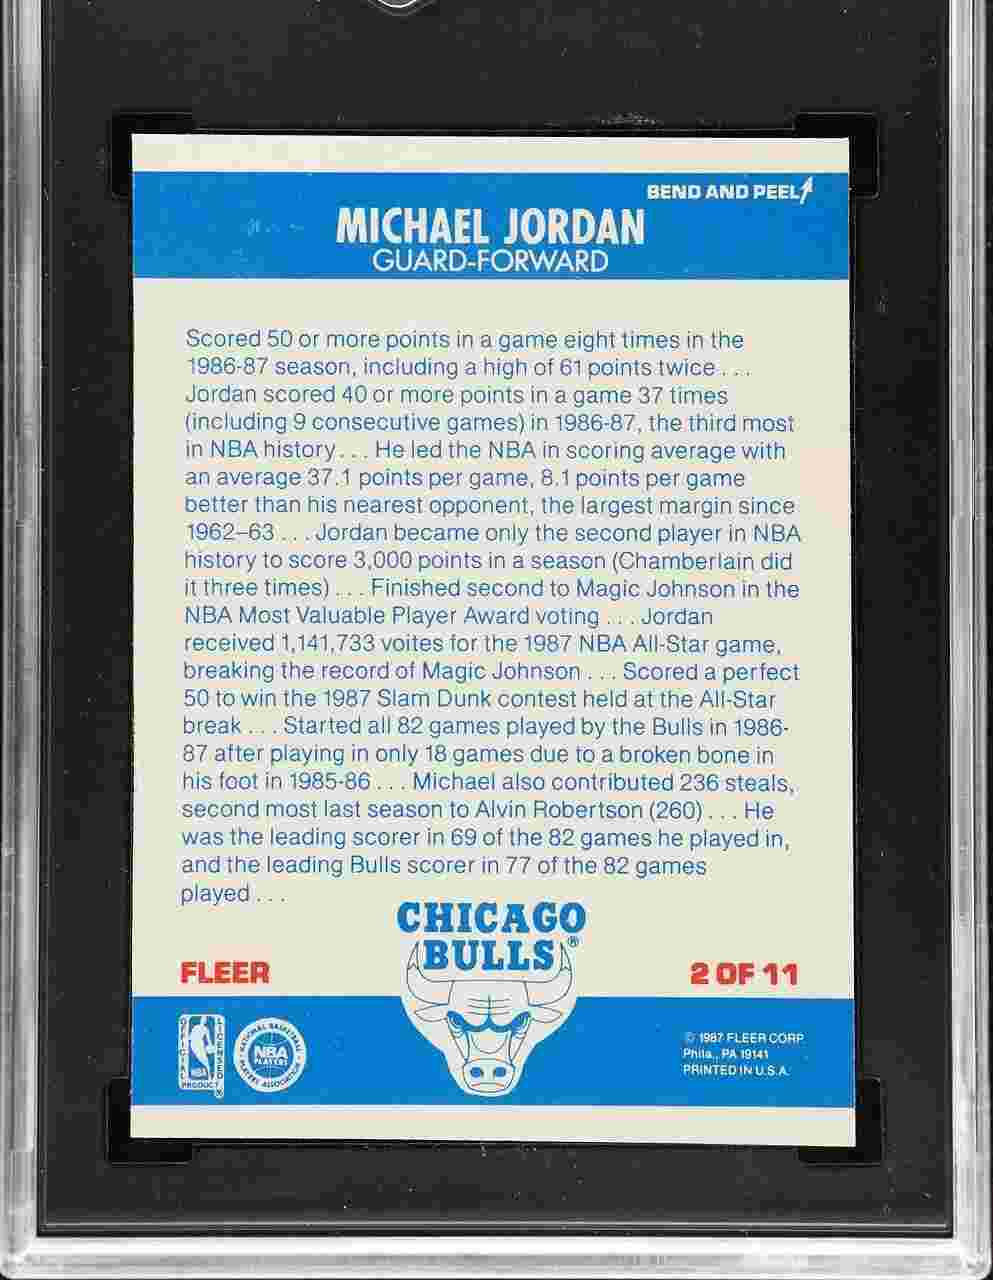 BEND AND PEEL
MICHAEL JORDAN
GUARD-FORWARD
Scored 50 or more points in a game eight times in the
1986-87 season, including a high of 61 points twice . . .
Jordan scored 40 or more points in a game 37 times
(including 9 consecutive games) in 1986-87, the third most
in NBA history . . . He led the NBA in scoring average with
an average 37.1 points per game, 8.1 points per game
better than his nearest opponent, the largest margin since
1962–63 . . . Jordan became only the second player in NBA
history to score 3,000 points in a season (Chamberlain did
it three times) . . . Finished second to Magic Johnson in the
NBA Most Valuable Player Award voting . . . Jordan
received 1,141,733 voites for the 1987 NBA All-Star game,
breaking the record of Magic Johnson . . . Scored a perfect
50 to win the 1987 Slam Dunk contest held at the All-Star
break . . . Started all 82 games played by the Bulls in 1986-
87 after playing in only 18 games due to a broken bone in
his foot in 1985-86 . . . Michael also contributed 236 steals,
second most last season to Alvin Robertson (260) . . . He
was the leading scorer in 69 of the 82 games he played in,
and the leading Bulls scorer in 77 of the 82 games
played . . .
CHICAGO
BULLS®
FLEER
2 OF 11
OFFICIAL LICENSED
NBA
PRODUCT
NATIONAL BASKETBALL
NBA
PLAYERS
PLAYERS ASSOCIATION
© 1987 FLEER CORP.
Phila., PA 19141
PRINTED IN U.S.A.